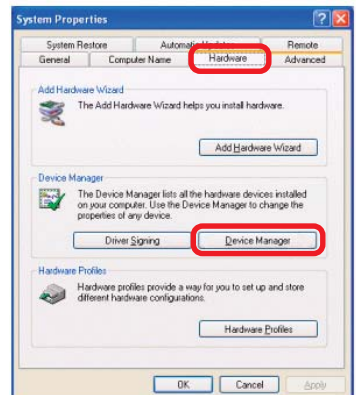 System Properties
System Restore Automatic Updates Remote
General Computer Name Hardware Advanced
Add Hardware Wizard
The Add Hardware Wizard helps you install hardware.
Add Hardware Wizard
Device Manager
The Device Manager lists all the hardware devices installed
on your computer. Use the Device Manager to change the
properties of any device.
Driver Signing Device Manager
Hardware Profiles
Hardware profiles provide a way for you to set up and store
different hardware configurations.
Hardware Profiles
OK Cancel Apply